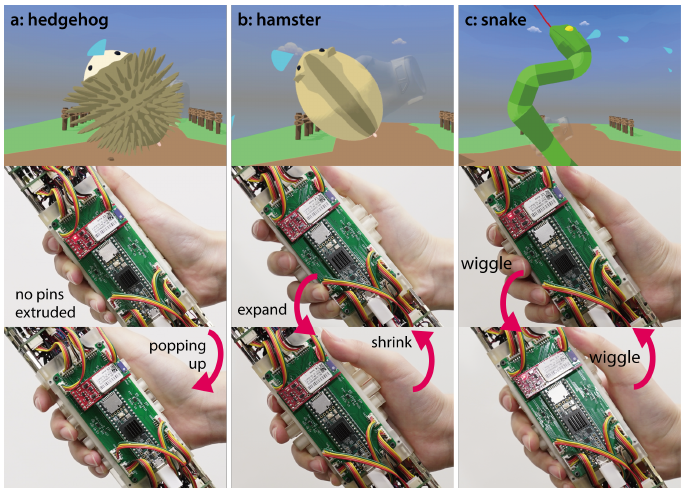 a: hedgehog
b: hamster
c: snake
no pins
extruded
popping
up
expand
shrink
wiggle
wiggle